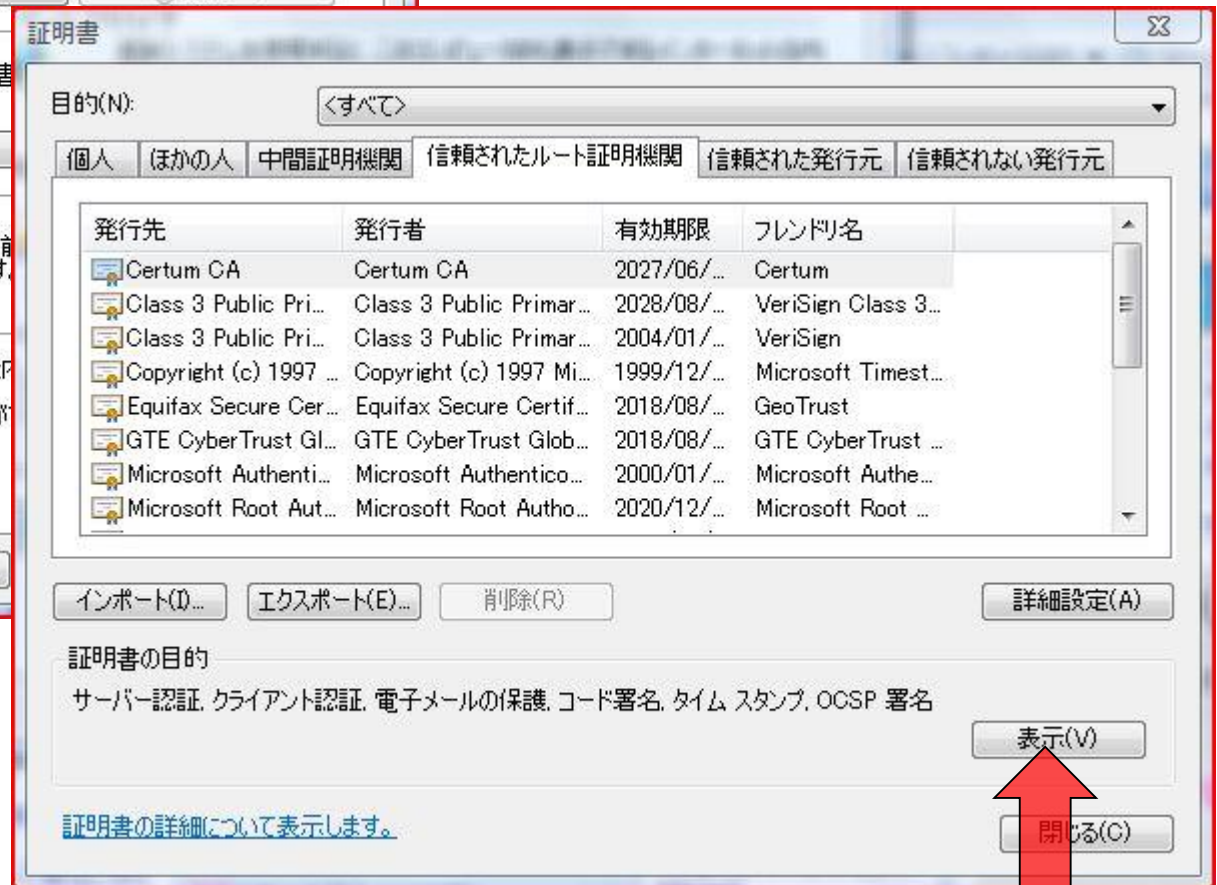 証明書
目的(N): <すべて>
個人 ほかの人 中間証明機関 信頼されたルート証明機関 信頼された発行元 信頼されない発行元
発行先 発行者 有効期限 フレンドリ名
Certum CA Certum CA 2027/06/... Certum
Class 3 Public Pri... Class 3 Public Primar... 2028/08/... VeriSign Class 3...
Class 3 Public Pri... Class 3 Public Primar... 2004/01/... VeriSign
Copyright (c) 1997 ... Copyright (c) 1997 Mi... 1999/12/... Microsoft Timest...
Equifax Secure Cer... Equifax Secure Certif... 2018/08/... GeoTrust
GTE CyberTrust Gl... GTE CyberTrust Glob... 2018/08/... GTE CyberTrust ...
Microsoft Authenti... Microsoft Authentico... 2000/01/... Microsoft Authe...
Microsoft Root Aut... Microsoft Root Autho... 2020/12/... Microsoft Root ...
インポート(I)... エクスポート(E)... 削除(R) 詳細設定(A)
証明書の目的
サーバー認証, クライアント認証, 電子メールの保護, コード署名, タイム スタンプ, OCSP 署名
表示(V)
証明書の詳細について表示します。
閉じる(C)